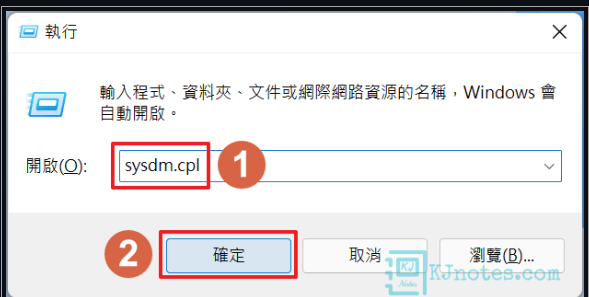 執行
輸入程式、資料夾、文件或網際網路資源的名稱，Windows 會
自動開啟。
開啟(O): sysdm.cpl 1
2 確定 取消 瀏覽(B)...
KJ Notes KJnotes.com